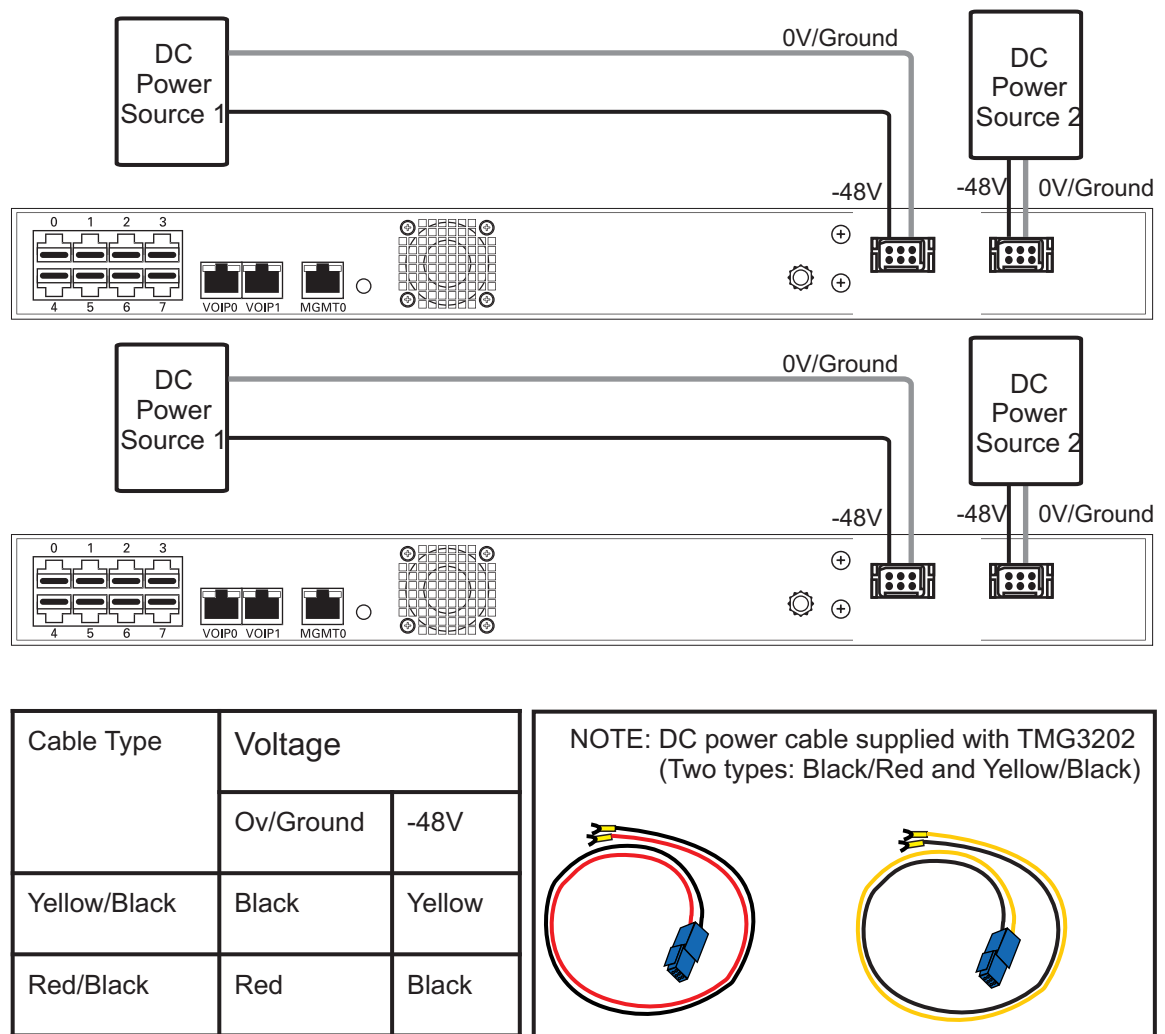 DC
Power
Source 1
0V/Ground
DC
Power
Source 2
-48V
-48V
0V/Ground
0 1 2 3
4 5 6 7
VOIP0 VOIP1 MGMT0
DC
Power
Source 1
0V/Ground
DC
Power
Source 2
-48V
-48V
0V/Ground
0 1 2 3
4 5 6 7
VOIP0 VOIP1 MGMT0
Cable Type Voltage
Ov/Ground -48V
Yellow/Black Black Yellow
Red/Black Red Black
NOTE: DC power cable supplied with TMG3202
(Two types: Black/Red and Yellow/Black)